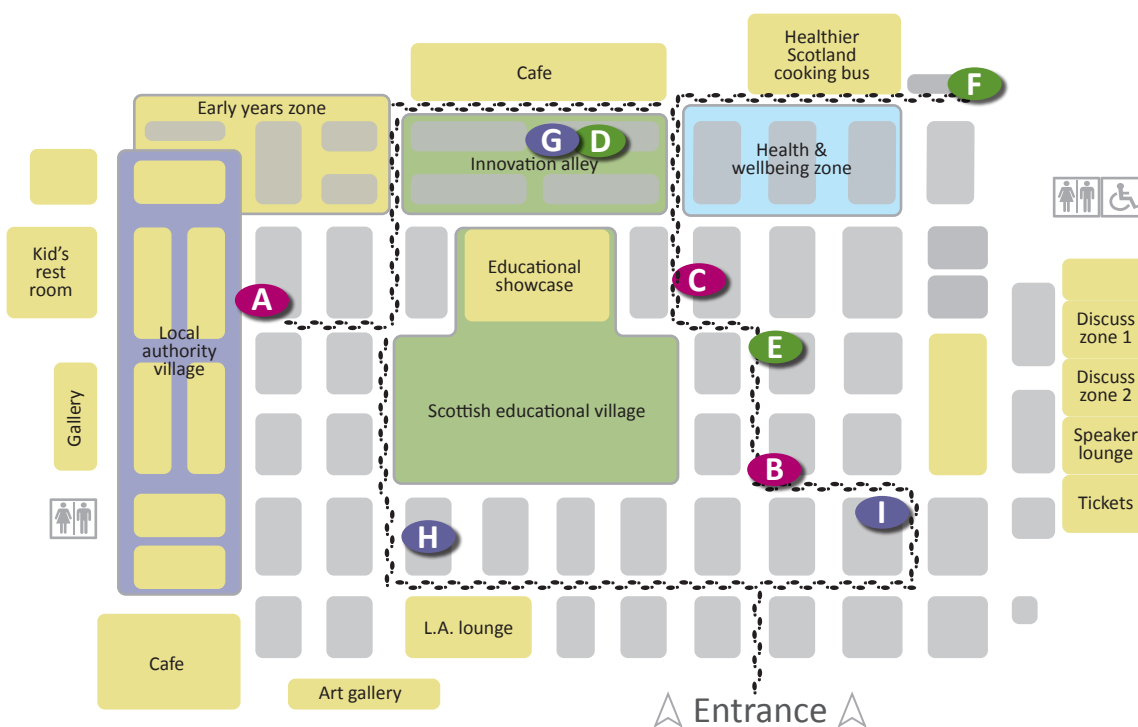 Healthier
Scotland
cooking bus
Cafe
F
Early years zone
G
D
Innovation alley
Health &
wellbeing zone
Kid's
rest
room
Educational
showcase
A
C
Local
authority
village
Discuss
zone 1
E
Discuss
zone 2
Gallery
Scottish educational village
Speaker
lounge
B
Tickets
I
H
L.A. lounge
Cafe
Art gallery
Entrance